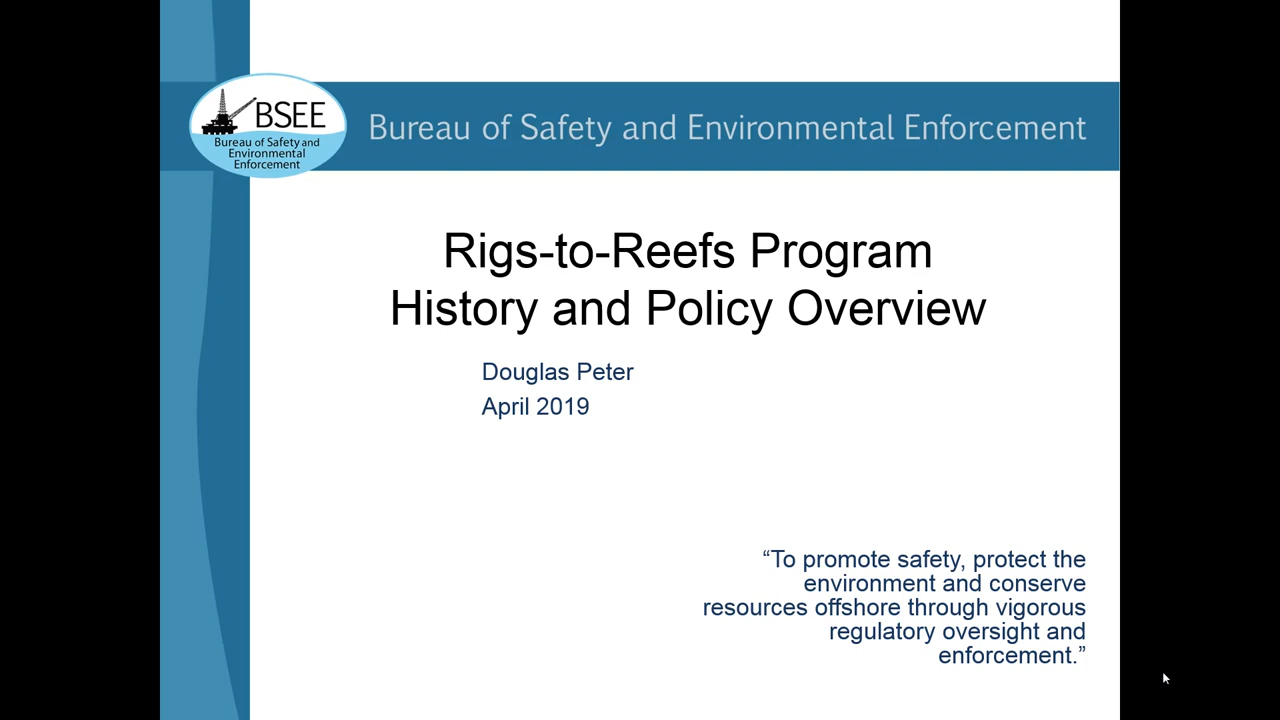 BSEE
Bureau of Safety and
Environmental
Enforcement
Bureau of Safety and Environmental Enforcement
Rigs-to-Reefs Program
History and Policy Overview
Douglas Peter
April 2019
“To promote safety, protect the
environment and conserve
resources offshore through vigorous
regulatory oversight and
enforcement.”